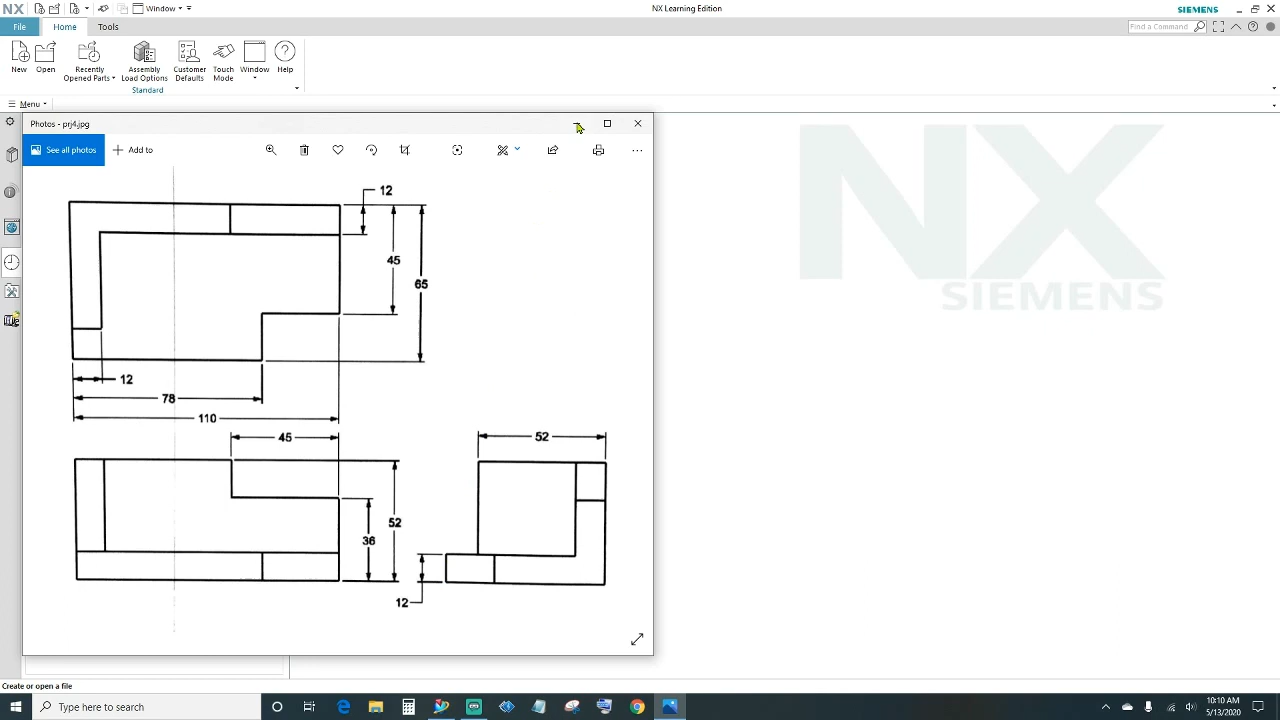 NX Window NX Learning Edition SIEMENS
File Home Tools Find a Command
New Open Recently Opened Parts Assembly Load Options Customer Defaults Touch Mode Window Help
Standard
Menu
Photos - prj4.jpg
See all photos Add to
NX
SIEMENS
12
45
65
12
78
110
45
52
52
36
12
Create or open a file
Type here to search
10:10 AM
5/13/2020